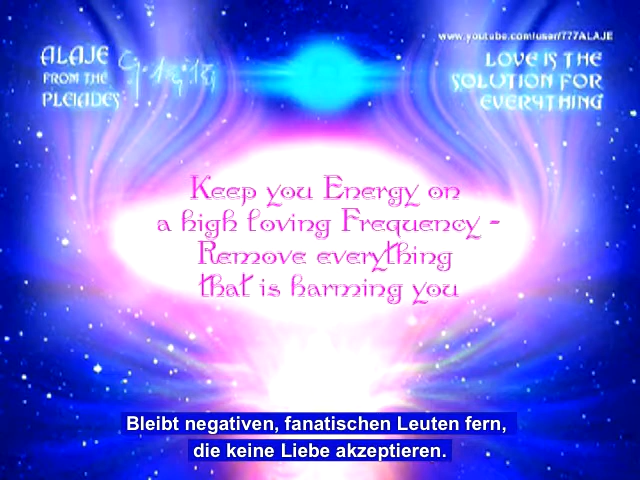 www.youtube.com/user/777ALAJE
ALAJE
FROM THE
PLEIADES
LOVE IS THE
SOLUTION FOR
EVERYTHING
Keep you Energy on
a high loving Frequency -
Remove everything
that is harming you
Bleibt negativen, fanatischen Leuten fern,
die keine Liebe akzeptieren.